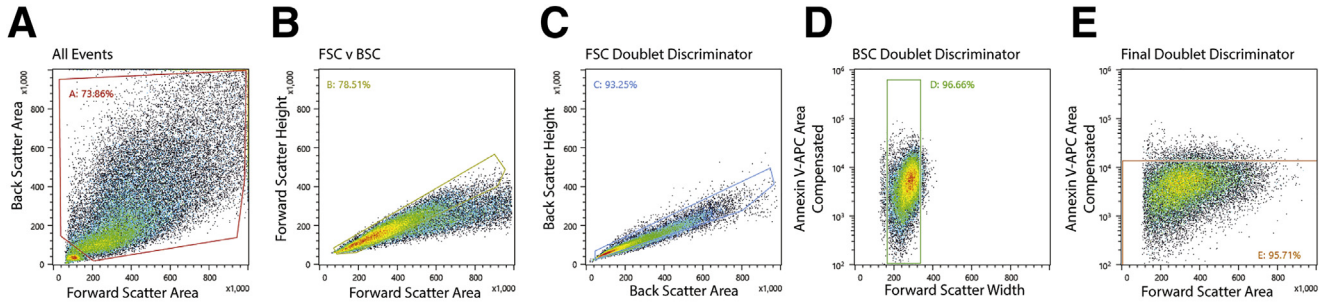 A
All Events
x1,000
Back Scatter Area
800
600
400
200
0
A: 73.86%
0
200
400
600
800
x1,000
Forward Scatter Area
B
FSC v BSC
x1,000
Forward Scatter Height
800
600
400
200
0
B: 78.51%
0
200
400
600
800
x1,000
Forward Scatter Area
C
FSC Doublet Discriminator
x1,000
Back Scatter Height
800
600
400
200
0
C: 93.25%
0
200
400
600
800
x1,000
Back Scatter Area
D
BSC Doublet Discriminator
Annexin V-APC Area
Compensated
10⁶
10⁵
10⁴
10³
10²
D: 96.66%
0
200
400
600
800
Forward Scatter Width
E
Final Doublet Discriminator
Annexin V-APC Area
Compensated
10⁶
10⁵
10⁴
10³
10²
E: 95.71%
0
200
400
600
800
x1,000
Forward Scatter Area